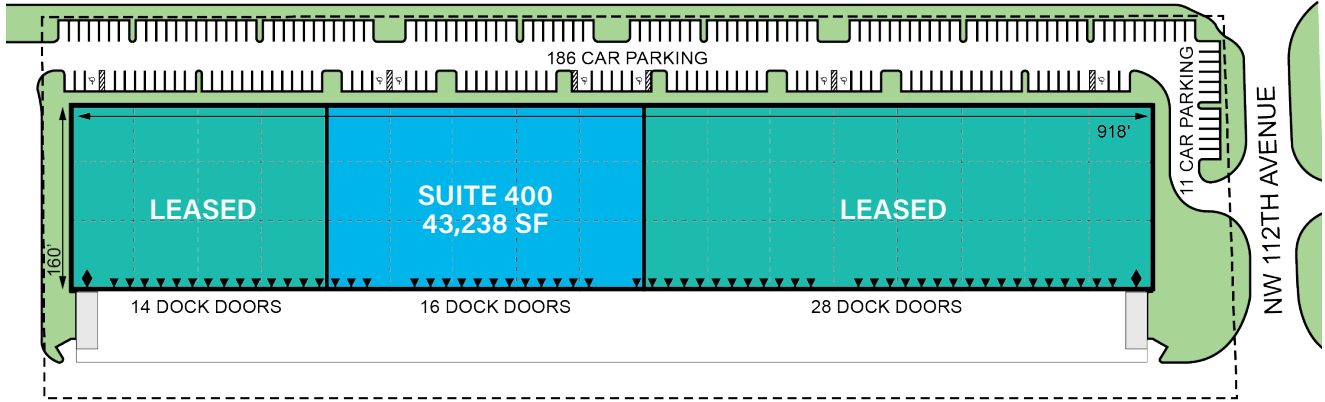 186 CAR PARKING
11 CAR PARKING
NW 112TH AVENUE
918'
160'
LEASED
SUITE 400
43,238 SF
LEASED
14 DOCK DOORS
16 DOCK DOORS
28 DOCK DOORS